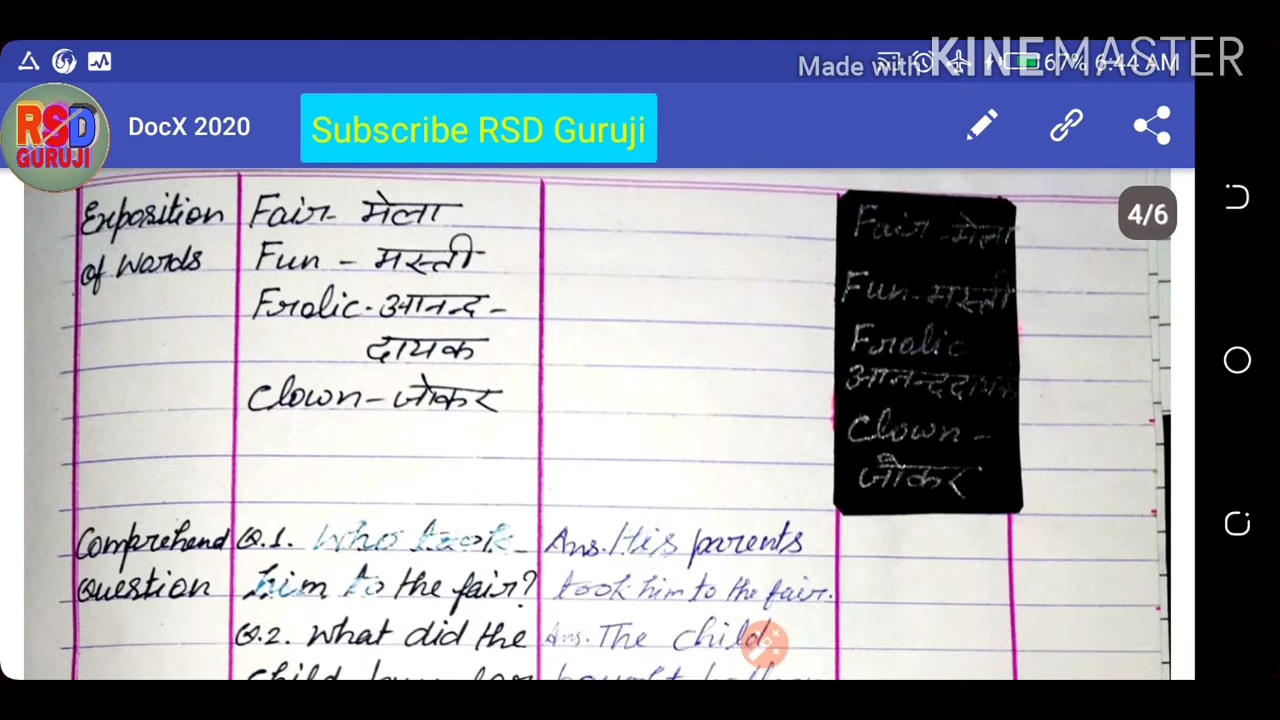 Made with KINEMASTER
67% 6:44 AM
RSD
GURUJI
DocX 2020
Subscribe RSD Guruji
4/6
Exposition
of Words
Fair - मेला
Fun - मस्ती
Frolic - आनन्द -
दायक
Clown - जोकर
Fair - मेला
Fun - मस्ती
Frolic
आनन्ददायक
Clown -
जोकर
Comprehend
question
Q.1. Who took
him to the fair?
Q.2. What did the
Ans. His parents
took him to the fair.
Ans. The child